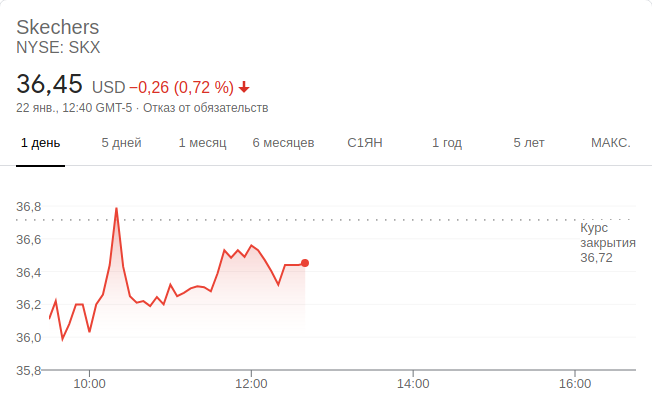 Skechers
NYSE: SKX
36,45 USD −0,26 (0,72 %)
22 янв., 12:40 GMT-5 · Отказ от обязательств
1 день 5 дней 1 месяц 6 месяцев С1ЯН 1 год 5 лет МАКС.
36,8
Курс
закрытия
36,72
36,6
36,4
36,2
36,0
35,8
10:00 12:00 14:00 16:00